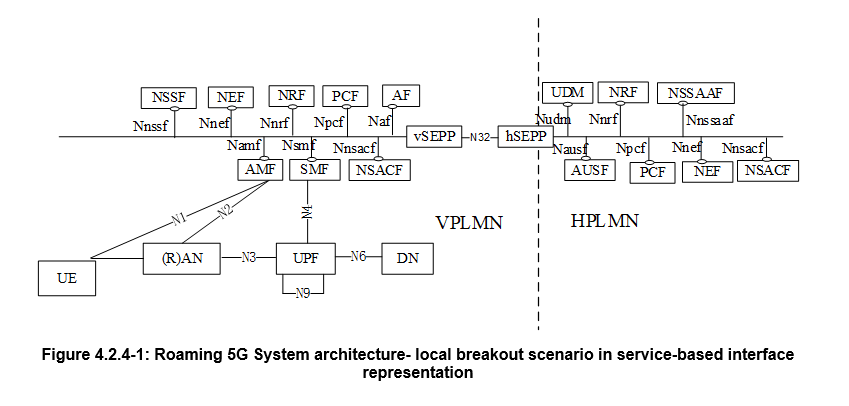 NSSF NEF NRF PCF AF UDM NRF NSSAAF
Nnssf Nnef Nnrf Npcf Naf Nudm Nnrf Nnssaaf
vSEPP N32 hSEPP
Namf Nsmf Nnsacf Nausf Npcf Nnef Nnsacf
AMF SMF NSACF AUSF PCF NEF NSACF
N1 N2 N4
VPLMN HPLMN
UE (R)AN N3 UPF N6 DN
N9
Figure 4.2.4-1: Roaming 5G System architecture- local breakout scenario in service-based interface
representation